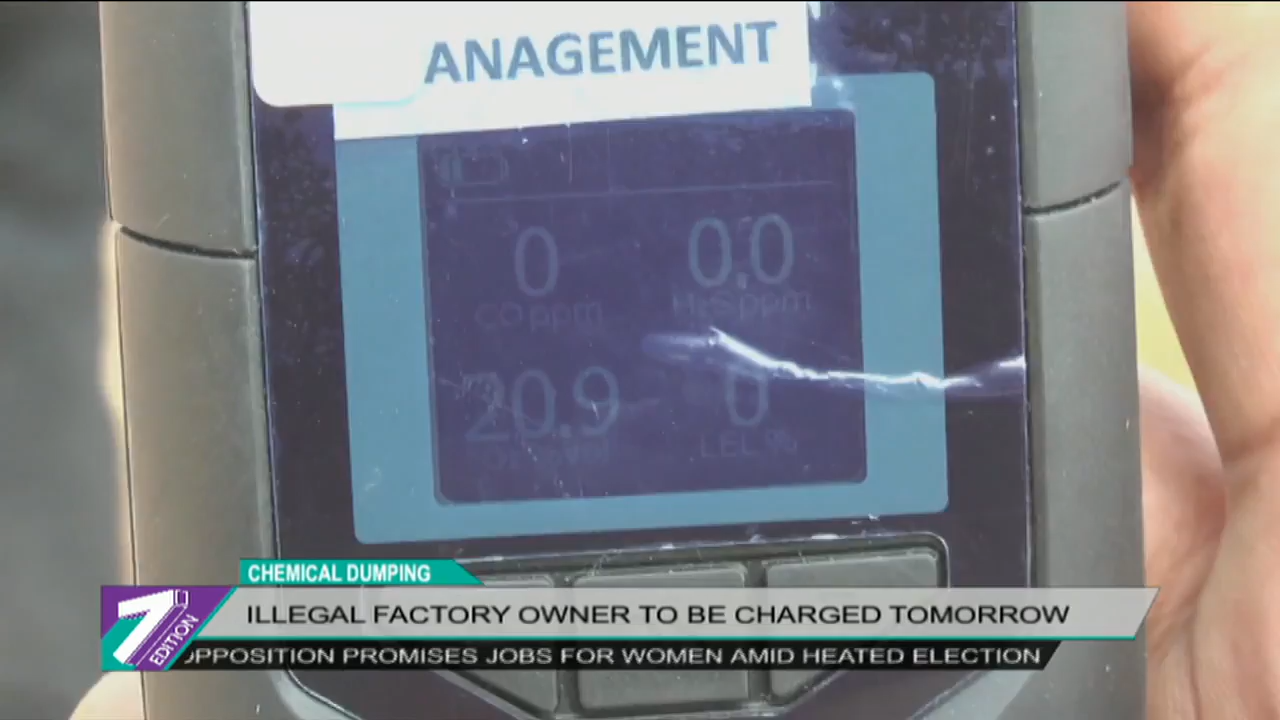 ANAGEMENT
0
0.0
CO ppm
H₂S ppm
20.9
0
LEL %
CHEMICAL DUMPING
7
EDITION
ILLEGAL FACTORY OWNER TO BE CHARGED TOMORROW
OPPOSITION PROMISES JOBS FOR WOMEN AMID HEATED ELECTION